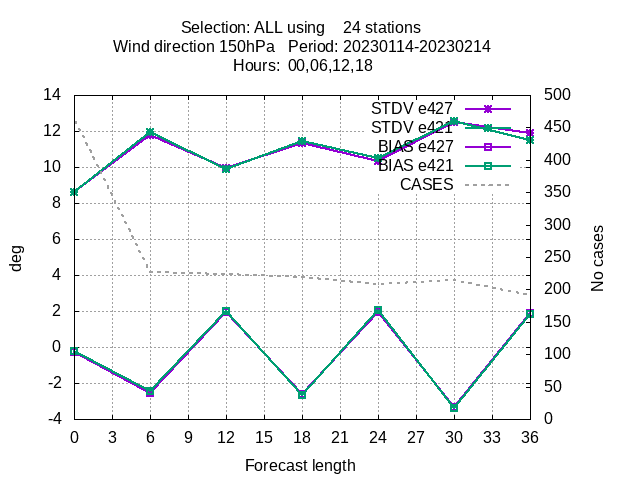 Selection: ALL using    24 stations
Wind direction 150hPa   Period: 20230114-20230214
Hours:  00,06,12,18
14
12
10
8
6
4
2
0
-2
-4
deg
500
450
400
350
300
250
200
150
100
50
0
No cases
STDV e427
STDV e421
BIAS e427
BIAS e421
CASES
0 3 6 9 12 15 18 21 24 27 30 33 36
Forecast length